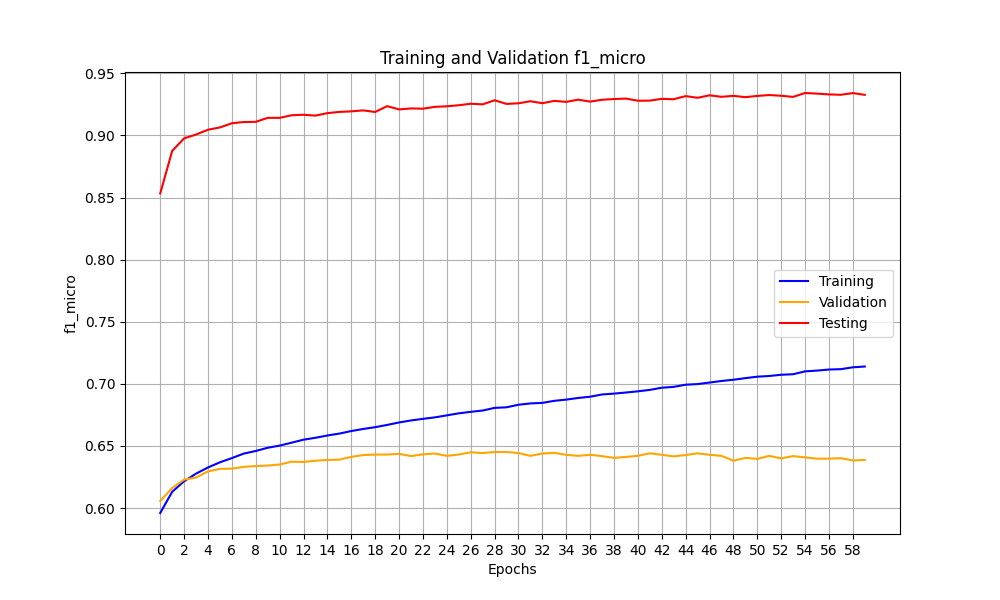 Training and Validation f1_micro
f1_micro
0.95
0.90
0.85
0.80
0.75
0.70
0.65
0.60
Training
Validation
Testing
0 2 4 6 8 10 12 14 16 18 20 22 24 26 28 30 32 34 36 38 40 42 44 46 48 50 52 54 56 58
Epochs